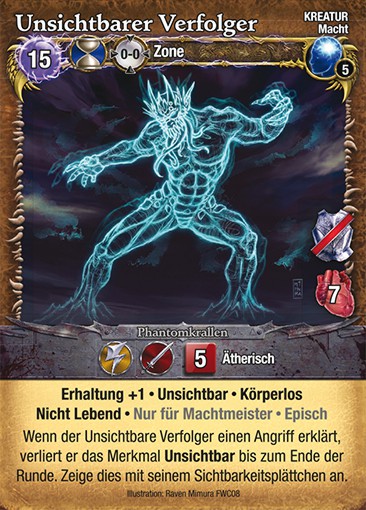 Unsichtbarer Verfolger
KREATUR
Macht
15
0-0
Zone
5
7
Phantomkrallen
5 Ätherisch
Erhaltung +1 • Unsichtbar • Körperlos
Nicht Lebend • Nur für Machtmeister • Episch
Wenn der Unsichtbare Verfolger einen Angriff erklärt,
verliert er das Merkmal Unsichtbar bis zum Ende der
Runde. Zeige dies mit seinem Sichtbarkeitsplättchen an.
Illustration: Raven Mimura FWC08